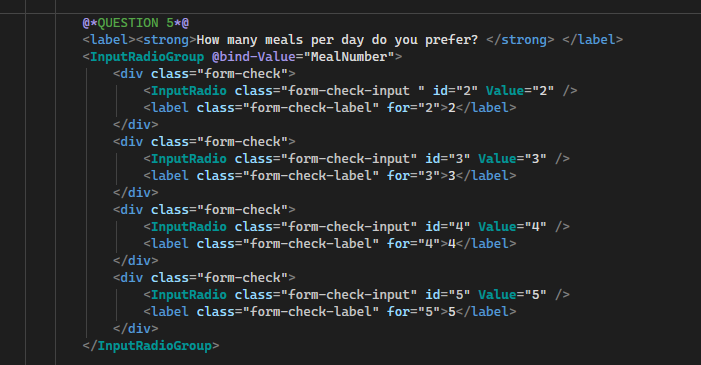 @*QUESTION 5*@
<label><strong>How many meals per day do you prefer? </strong> </label>
<InputRadioGroup @bind-Value="MealNumber">
    <div class="form-check">
        <InputRadio class="form-check-input " id="2" Value="2" />
        <label class="form-check-label" for="2">2</label>
    </div>
    <div class="form-check">
        <InputRadio class="form-check-input" id="3" Value="3" />
        <label class="form-check-label" for="3">3</label>
    </div>
    <div class="form-check">
        <InputRadio class="form-check-input" id="4" Value="4" />
        <label class="form-check-label" for="4">4</label>
    </div>
    <div class="form-check">
        <InputRadio class="form-check-input" id="5" Value="5" />
        <label class="form-check-label" for="5">5</label>
    </div>
</InputRadioGroup>